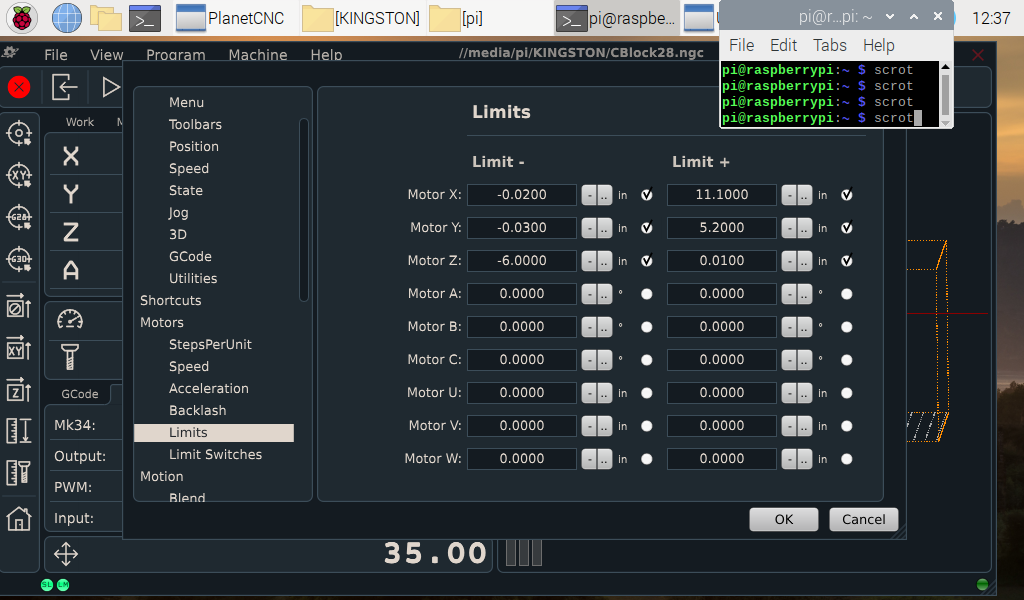 PlanetCNC [KINGSTON] [pi] pi@raspbe... pi@r...pi: ~ 12:37
File Edit Tabs Help
pi@raspberrypi:~ $ scrot
pi@raspberrypi:~ $ scrot
pi@raspberrypi:~ $ scrot
pi@raspberrypi:~ $ scrot
File View Program Machine Help //media/pi/KINGSTON/CBlock28.ngc
Work
X
Y
Z
A
GCode
Mk34:
Output:
PWM:
Input:
XY
G28
G30
XY
Z
Menu
Toolbars
Position
Speed
State
Jog
3D
GCode
Utilities
Shortcuts
Motors
StepsPerUnit
Speed
Acceleration
Backlash
Limits
Limit Switches
Motion
Blend
Limits
Limit - Limit +
Motor X: -0.0200 - .. in 11.1000 - .. in
Motor Y: -0.0300 - .. in 5.2000 - .. in
Motor Z: -6.0000 - .. in 0.0100 - .. in
Motor A: 0.0000 - .. ° 0.0000 - .. °
Motor B: 0.0000 - .. ° 0.0000 - .. °
Motor C: 0.0000 - .. ° 0.0000 - .. °
Motor U: 0.0000 - .. in 0.0000 - .. in
Motor V: 0.0000 - .. in 0.0000 - .. in
Motor W: 0.0000 - .. in 0.0000 - .. in
OK Cancel
35.00
SL LM